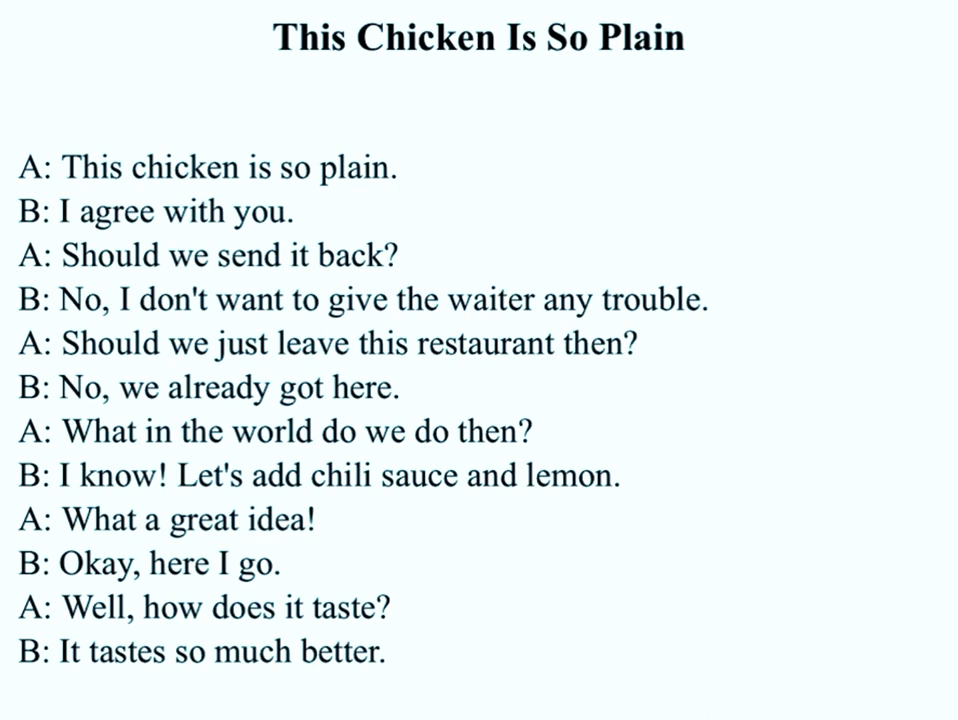 This Chicken Is So Plain
A: This chicken is so plain.
B: I agree with you.
A: Should we send it back?
B: No, I don't want to give the waiter any trouble.
A: Should we just leave this restaurant then?
B: No, we already got here.
A: What in the world do we do then?
B: I know! Let's add chili sauce and lemon.
A: What a great idea!
B: Okay, here I go.
A: Well, how does it taste?
B: It tastes so much better.